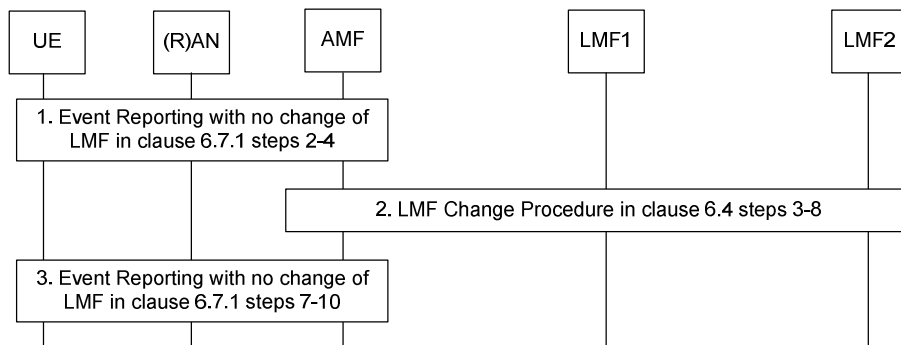 UE
(R)AN
AMF
LMF1
LMF2
1. Event Reporting with no change of
LMF in clause 6.7.1 steps 2-4
2. LMF Change Procedure in clause 6.4 steps 3-8
3. Event Reporting with no change of
LMF in clause 6.7.1 steps 7-10